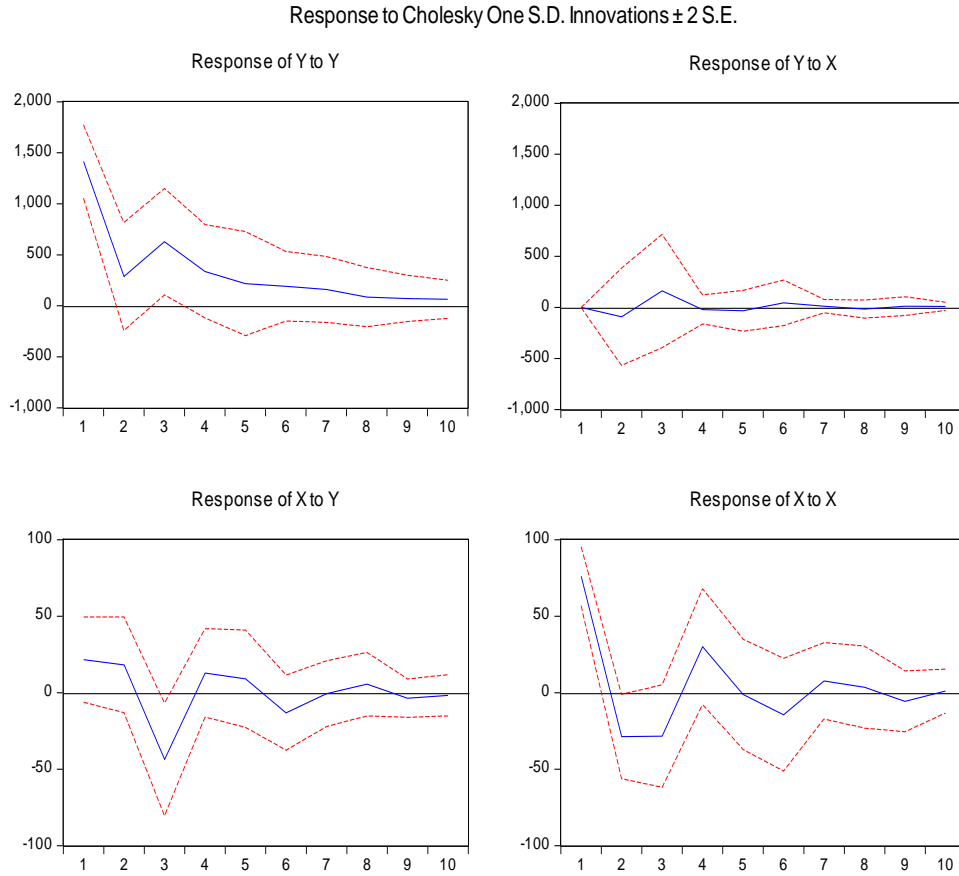 Response to Cholesky One S.D. Innovations ± 2 S.E.
Response of Y to Y
2,000
1,500
1,000
500
0
-500
-1,000
1 2 3 4 5 6 7 8 9 10
Response of Y to X
2,000
1,500
1,000
500
0
-500
-1,000
1 2 3 4 5 6 7 8 9 10
Response of X to Y
100
50
0
-50
-100
1 2 3 4 5 6 7 8 9 10
Response of X to X
100
50
0
-50
-100
1 2 3 4 5 6 7 8 9 10